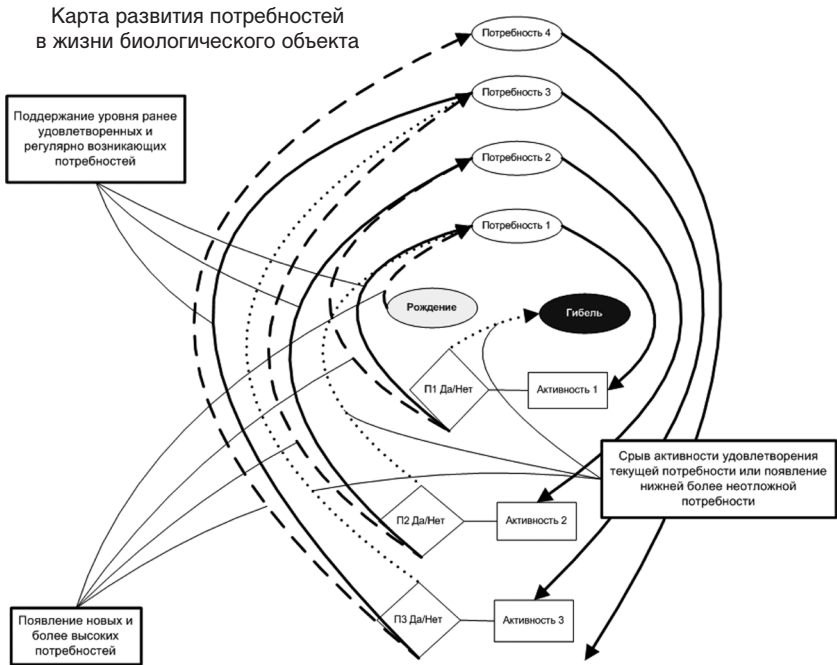 Карта развития потребностей
в жизни биологического объекта
Потребность 4
Поддержание уровня ранее
удовлетворенных и
регулярно возникающих
потребностей
Потребность 3
Потребность 2
Потребность 1
Рождение
Гибель
П1 Да/Нет
Активность 1
Срыв активности удовлетворения
текущей потребности или появление
нижней более неотложной
потребности
П2 Да/Нет
Активность 2
П3 Да/Нет
Активность 3
Появление новых и
более высоких
потребностей